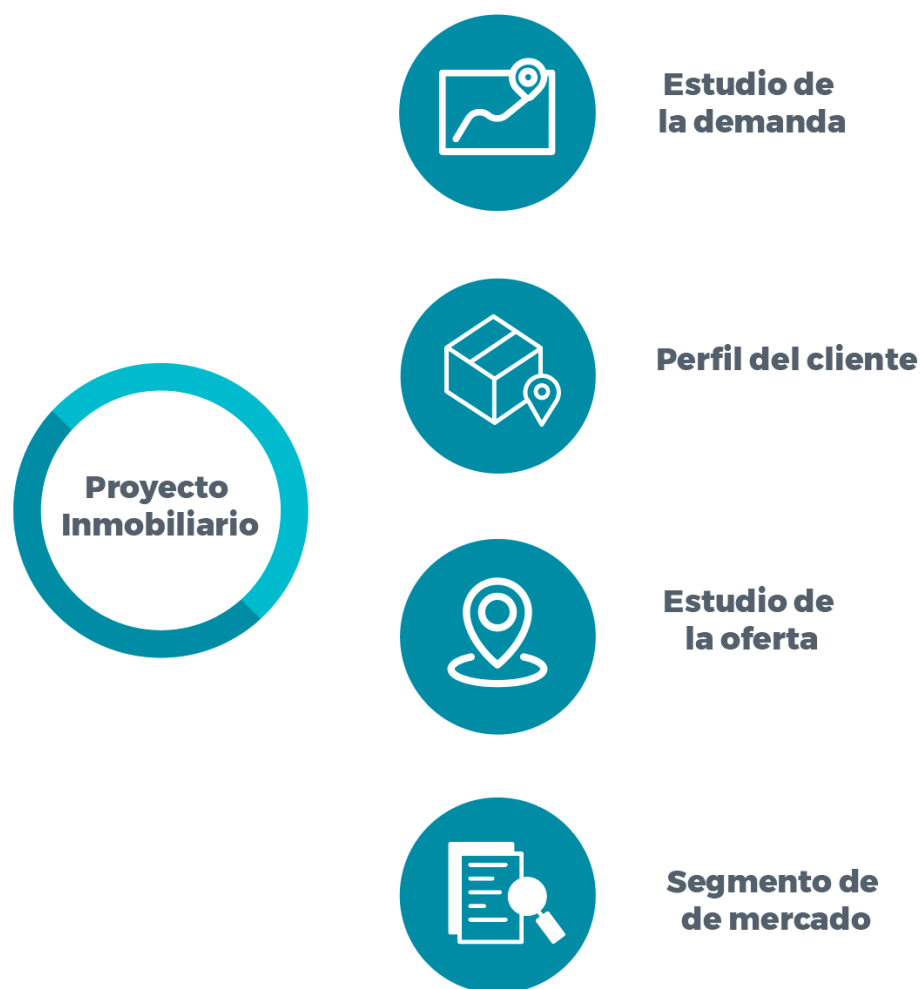 Estudio de
la demanda
Perfil del cliente
Proyecto
Inmobiliario
Estudio de
la oferta
Segmento de
de mercado